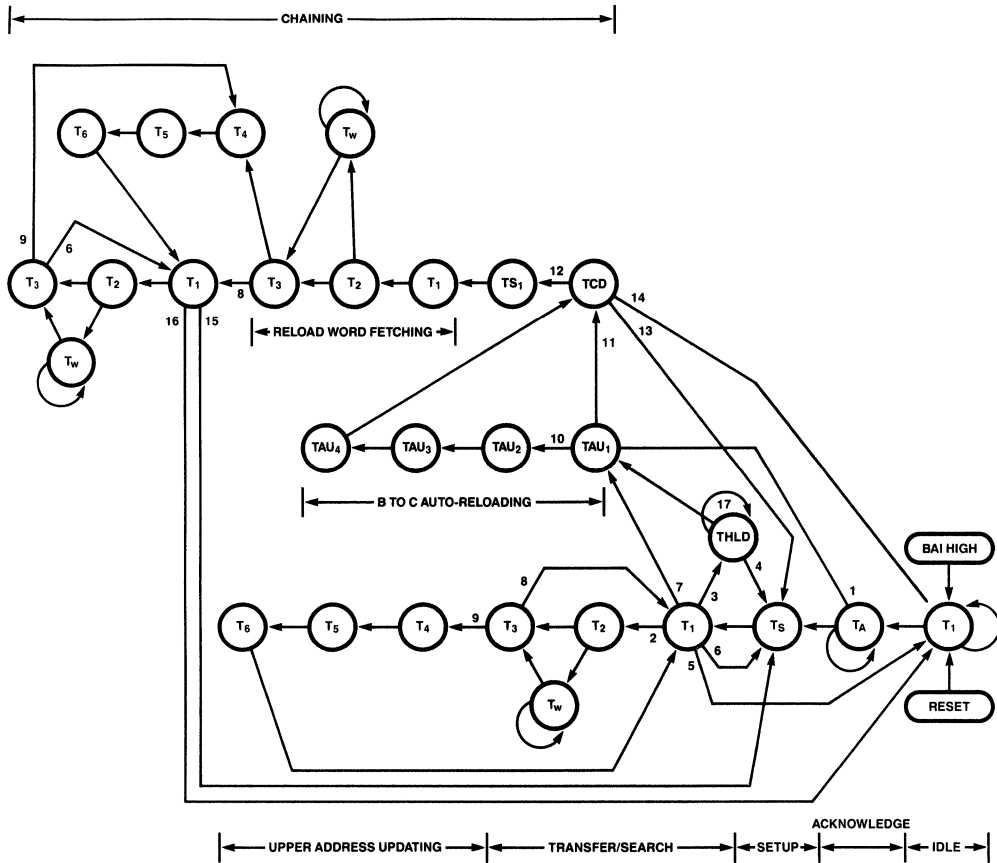 CHAINING
T6 T5 T4 Tw
9 6
T3 T2 T1 8 T3 T2 T1 TS1 12 TCD 14
16 15 13
RELOAD WORD FETCHING
11
Tw
TAU4 TAU3 TAU2 10 TAU1
B TO C AUTO-RELOADING
17
THLD
BAI HIGH
8 7 3 4 1
T6 T5 T4 9 T3 T2 2 T1 TS TA T1
5 6
Tw
RESET
ACKNOWLEDGE
UPPER ADDRESS UPDATING TRANSFER/SEARCH SETUP IDLE